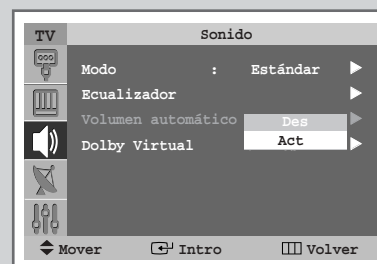 TV Sonido
Modo : Estándar
Ecualizador
Volumen automático Des
Act
Dolby Virtual
Mover Intro Volver